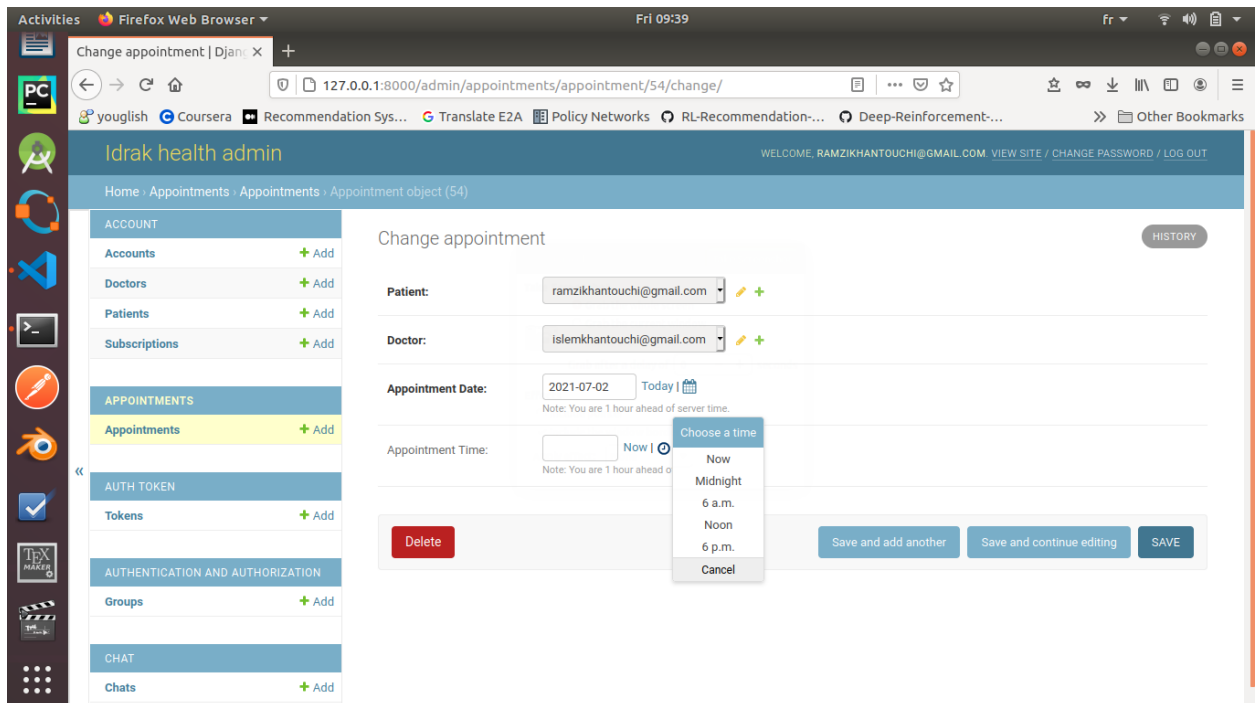 Activities Firefox Web Browser Fri 09:39 fr
Change appointment | Djang
127.0.0.1:8000/admin/appointments/appointment/54/change/
youglish Coursera Recommendation Sys... Translate E2A Policy Networks RL-Recommendation-... Deep-Reinforcement-... Other Bookmarks
Idrak health admin
WELCOME, RAMZIKHANTOUCHI@GMAIL.COM. VIEW SITE / CHANGE PASSWORD / LOG OUT
Home › Appointments › Appointments › Appointment object (54)
ACCOUNT
Accounts + Add
Doctors + Add
Patients + Add
Subscriptions + Add
APPOINTMENTS
Appointments + Add
«
AUTH TOKEN
Tokens + Add
AUTHENTICATION AND AUTHORIZATION
Groups + Add
CHAT
Chats + Add
Change appointment
HISTORY
Patient: ramzikhantouchi@gmail.com
Doctor: islemkhantouchi@gmail.com
Appointment Date: 2021-07-02 Today |
Note: You are 1 hour ahead of server time.
Appointment Time: Now |
Note: You are 1 hour ahead o
Choose a time
Now
Midnight
6 a.m.
Noon
6 p.m.
Cancel
Delete Save and add another Save and continue editing SAVE
PC
TEX
MAKER